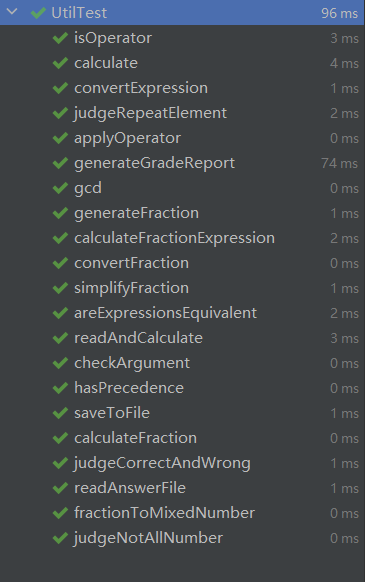 UtilTest 96 ms
isOperator 3 ms
calculate 4 ms
convertExpression 1 ms
judgeRepeatElement 2 ms
applyOperator 0 ms
generateGradeReport 74 ms
gcd 0 ms
generateFraction 1 ms
calculateFractionExpression 2 ms
convertFraction 0 ms
simplifyFraction 1 ms
areExpressionsEquivalent 2 ms
readAndCalculate 3 ms
checkArgument 0 ms
hasPrecedence 0 ms
saveToFile 1 ms
calculateFraction 0 ms
judgeCorrectAndWrong 1 ms
readAnswerFile 1 ms
fractionToMixedNumber 0 ms
judgeNotAllNumber 0 ms